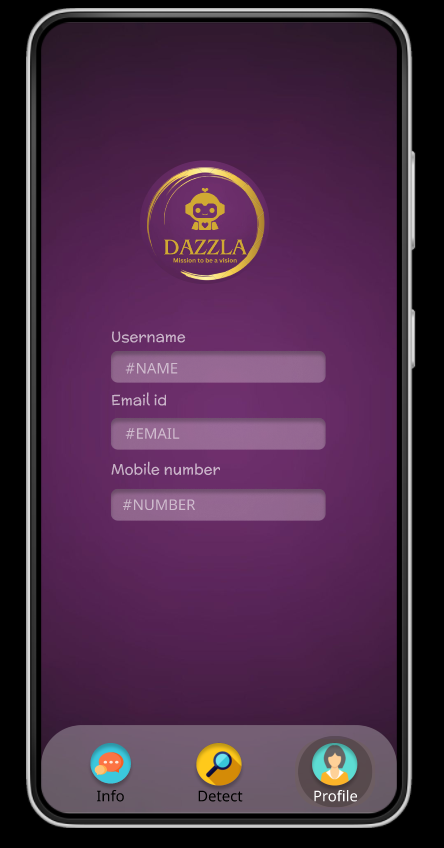 DAZZLA
Mission to be a vision
Username
#NAME
Email id
#EMAIL
Mobile number
#NUMBER
Info Detect Profile